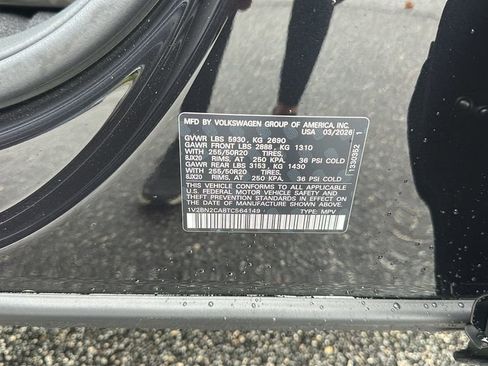 MFD BY VOLKSWAGEN GROUP OF AMERICA, INC.
USA 03/2026
GVWR LBS 5930, KG 2690
GAWR FRONT LBS 2888, KG 1310
WITH 255/50R20 TIRES,
8JX20 RIMS, AT 250 KPA, 36 PSI COLD
GAWR REAR LBS 3153, KG 1430
WITH 255/50R20 TIRES,
8JX20 RIMS, AT 250 KPA, 36 PSI COLD
THIS VEHICLE CONFORMS TO ALL APPLICABLE
U.S. FEDERAL MOTOR VEHICLE SAFETY AND
THEFT PREVENTION STANDARDS IN EFFECT ON
THE DATE OF MANUFACTURE SHOWN ABOVE.
1V2BN2CA8TC564149 TYPE: MPV
1330352 1